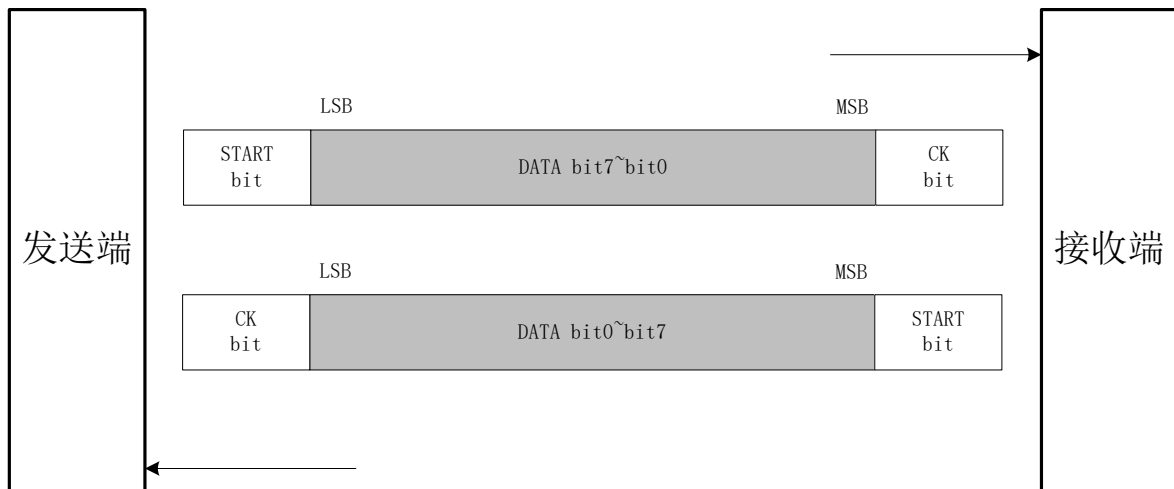 LSB
MSB
START
bit
DATA bit7~bit0
CK
bit
发送端
接收端
LSB
MSB
CK
bit
DATA bit0~bit7
START
bit